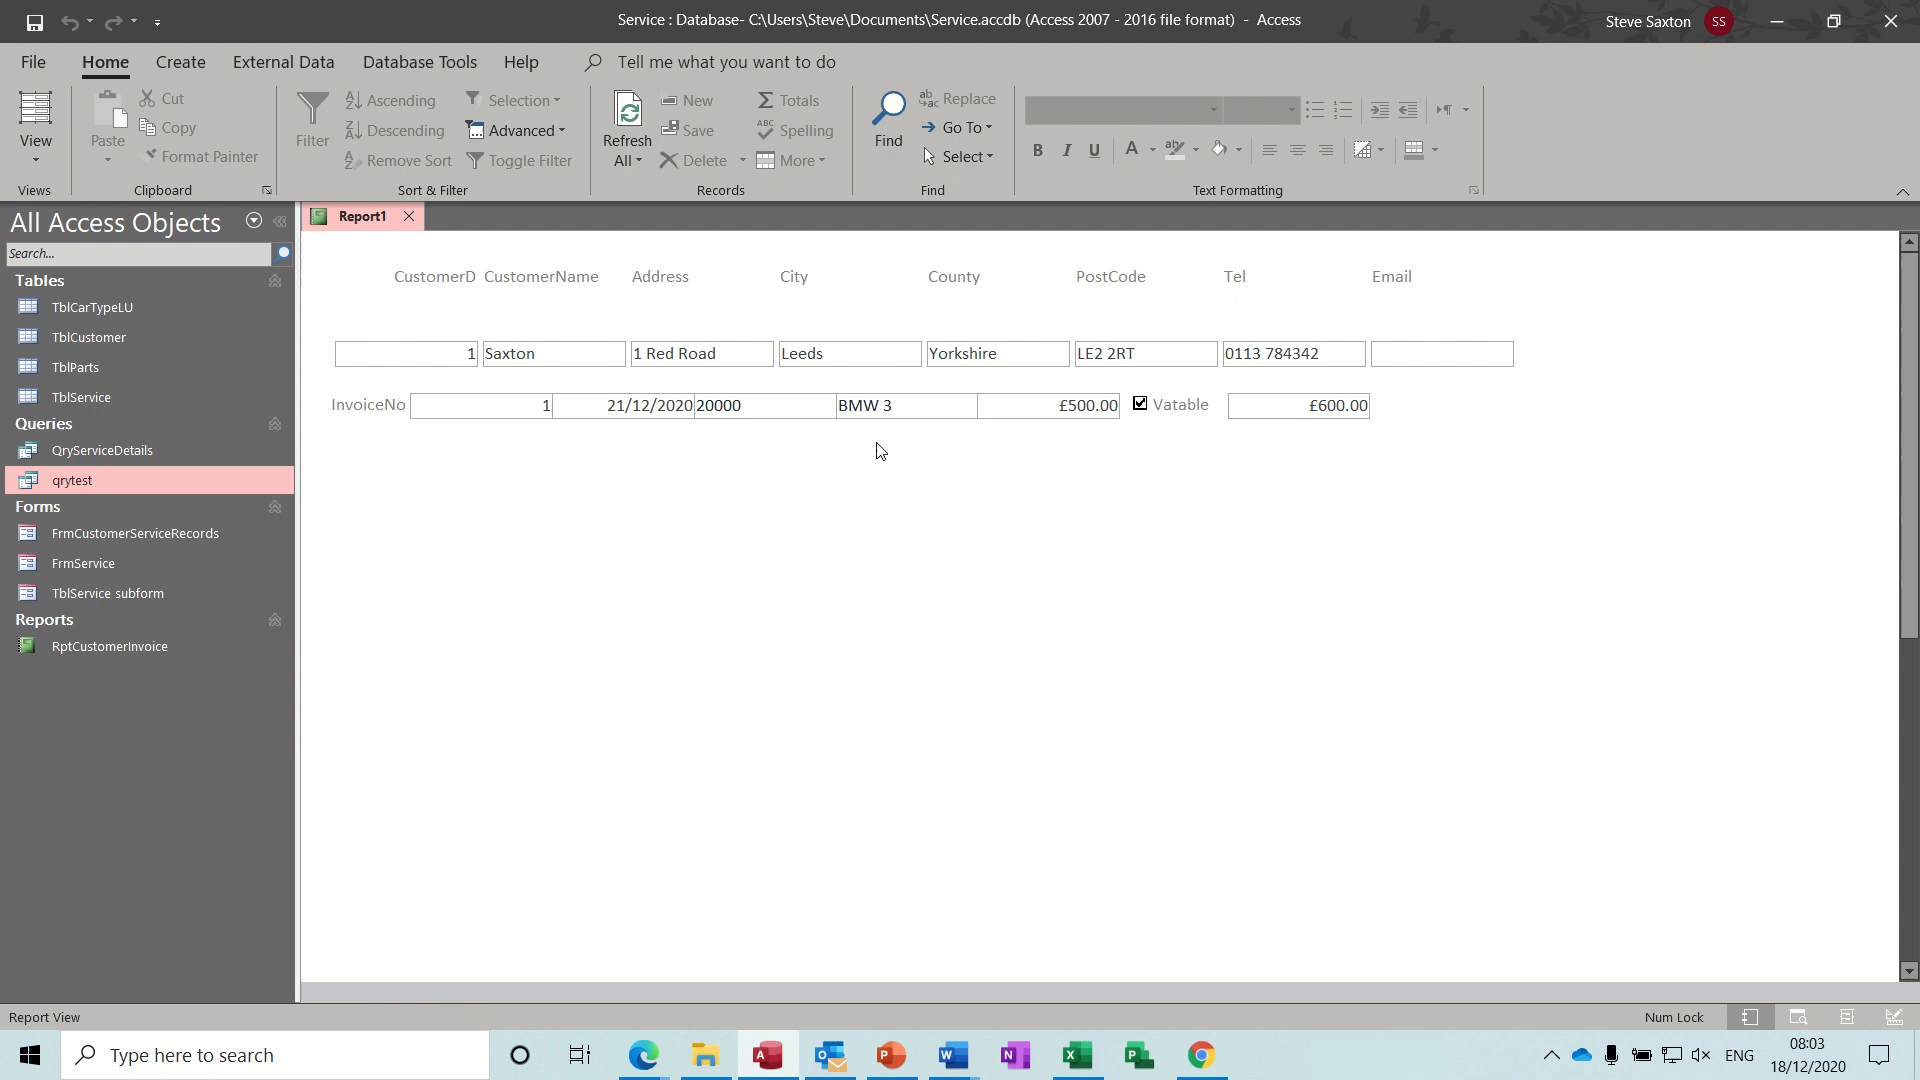 Service : Database- C:\Users\Steve\Documents\Service.accdb (Access 2007 - 2016 file format) - Access
Steve Saxton SS
File Home Create External Data Database Tools Help Tell me what you want to do
View
Views
Paste
Cut
Copy
Format Painter
Clipboard
Filter
Ascending
Descending
Remove Sort
Selection
Advanced
Toggle Filter
Sort & Filter
Refresh
All
New
Save
Delete
Totals
Spelling
More
Records
Find
Replace
Go To
Select
Find
B I U A
Text Formatting
All Access Objects
Search...
Tables
TblCarTypeLU
TblCustomer
TblParts
TblService
Queries
QryServiceDetails
qrytest
Forms
FrmCustomerServiceRecords
FrmService
TblService subform
Reports
RptCustomerInvoice
Report1
CustomerD CustomerName Address City County PostCode Tel Email
1 Saxton 1 Red Road Leeds Yorkshire LE2 2RT 0113 784342
InvoiceNo 1 21/12/2020 20000 BMW 3 £500.00 Vatable £600.00
Report View
Num Lock
Type here to search
ENG
08:03
18/12/2020